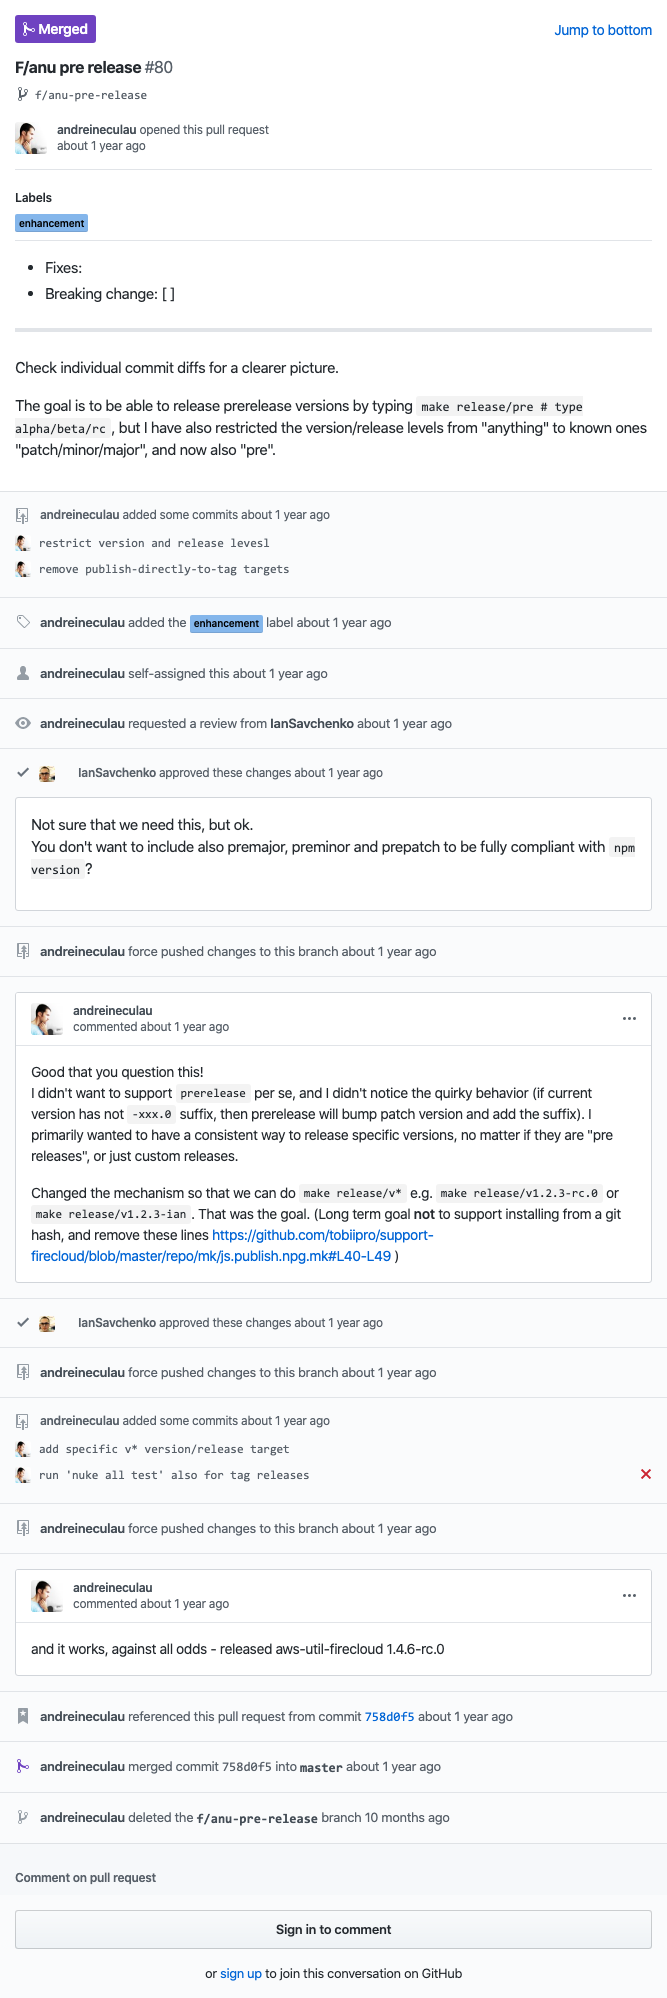 Merged
Jump to bottom
F/anu pre release #80
f/anu-pre-release
andreineculau opened this pull request
about 1 year ago
Labels
enhancement
• Fixes:
• Breaking change: [ ]
Check individual commit diffs for a clearer picture.
The goal is to be able to release prerelease versions by typing make release/pre # type
alpha/beta/rc , but I have also restricted the version/release levels from "anything" to known ones
"patch/minor/major", and now also "pre".
andreineculau added some commits about 1 year ago
restrict version and release levesl
remove publish-directly-to-tag targets
andreineculau added the enhancement label about 1 year ago
andreineculau self-assigned this about 1 year ago
andreineculau requested a review from IanSavchenko about 1 year ago
IanSavchenko approved these changes about 1 year ago
Not sure that we need this, but ok.
You don't want to include also premajor, preminor and prepatch to be fully compliant with npm
version ?
andreineculau force pushed changes to this branch about 1 year ago
andreineculau
commented about 1 year ago
Good that you question this!
I didn't want to support prerelease per se, and I didn't notice the quirky behavior (if current
version has not -xxx.0 suffix, then prerelease will bump patch version and add the suffix). I
primarily wanted to have a consistent way to release specific versions, no matter if they are "pre
releases", or just custom releases.
Changed the mechanism so that we can do make release/v* e.g. make release/v1.2.3-rc.0 or
make release/v1.2.3-ian . That was the goal. (Long term goal not to support installing from a git
hash, and remove these lines https://github.com/tobiipro/support-
firecloud/blob/master/repo/mk/js.publish.npg.mk#L40-L49 )
IanSavchenko approved these changes about 1 year ago
andreineculau force pushed changes to this branch about 1 year ago
andreineculau added some commits about 1 year ago
add specific v* version/release target
run 'nuke all test' also for tag releases
andreineculau force pushed changes to this branch about 1 year ago
andreineculau
commented about 1 year ago
and it works, against all odds - released aws-util-firecloud 1.4.6-rc.0
andreineculau referenced this pull request from commit 758d0f5 about 1 year ago
andreineculau merged commit 758d0f5 into master about 1 year ago
andreineculau deleted the f/anu-pre-release branch 10 months ago
Comment on pull request
Sign in to comment
or sign up to join this conversation on GitHub